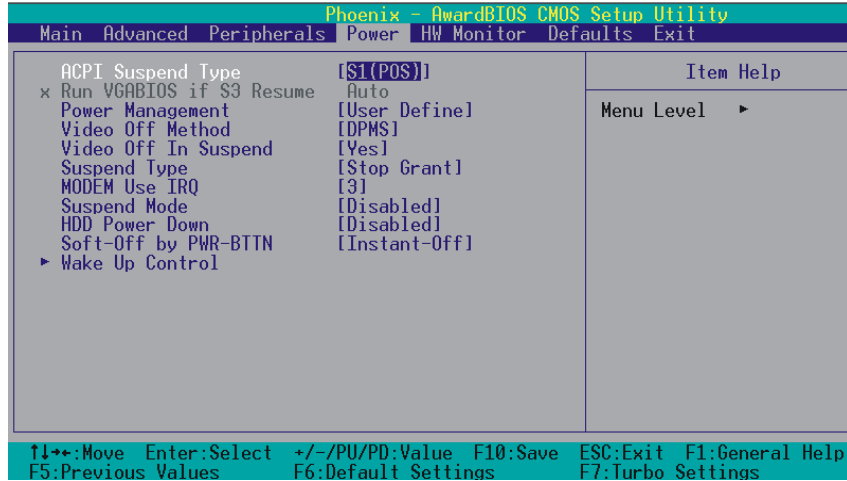 Phoenix - AwardBIOS CMOS Setup Utility
Main Advanced Peripherals Power HW Monitor Defaults Exit
ACPI Suspend Type [S1(POS)]
x Run VGABIOS if S3 Resume Auto
Power Management [User Define]
Video Off Method [DPMS]
Video Off In Suspend [Yes]
Suspend Type [Stop Grant]
MODEM Use IRQ [3]
Suspend Mode [Disabled]
HDD Power Down [Disabled]
Soft-Off by PWR-BTTN [Instant-Off]
► Wake Up Control
Item Help
Menu Level ►
↑↓→←:Move Enter:Select +/-/PU/PD:Value F10:Save ESC:Exit F1:General Help
F5:Previous Values F6:Default Settings F7:Turbo Settings